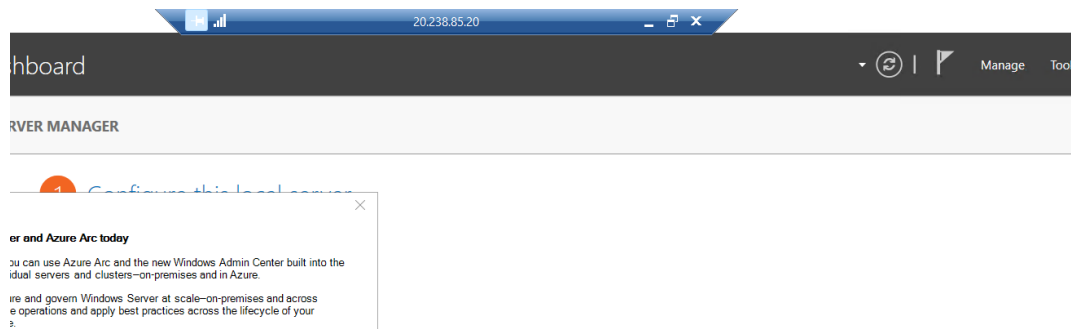 20.238.85.20
hboard
Manage
Tool
RVER MANAGER
1 Configure this local server
er and Azure Arc today
ou can use Azure Arc and the new Windows Admin Center built into the
idual servers and clusters—on-premises and in Azure.
ure and govern Windows Server at scale—on-premises and across
e operations and apply best practices across the lifecycle of your
e.